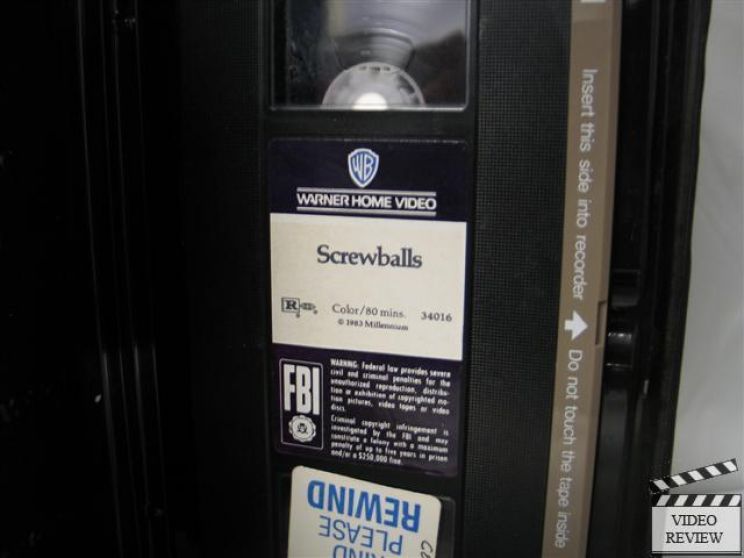 WB
WARNER HOME VIDEO
Screwballs
R
Color/80 mins. 34016
© 1983 Millennium
FBI
WARNING: Federal law provides severe
civil and criminal penalties for the
unauthorized reproduction, distribu-
tion or exhibition of copyrighted mo-
tion pictures, video tapes or video
discs.
Criminal copyright infringement is
investigated by the FBI and may
constitute a felony with a maximum
penalty of up to five years in prison
and/or a $250,000 fine.
PLEASE
REWIND
Insert this side into recorder
Do not touch the tape inside
VIDEO
REVIEW